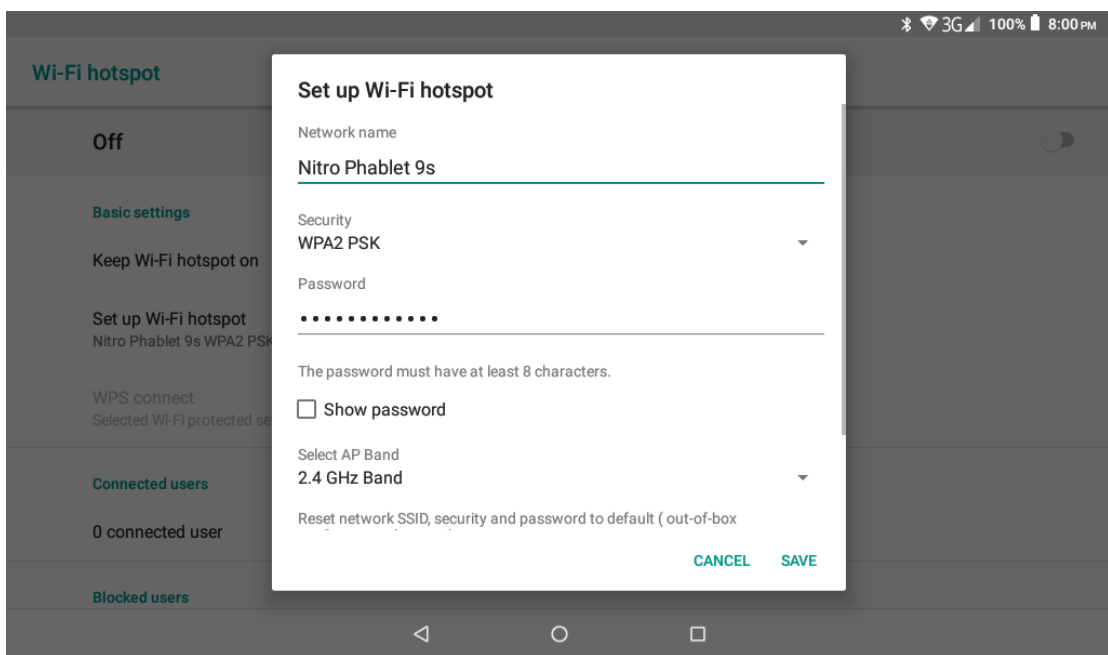 3G 100% 8:00 PM
Wi-Fi hotspot
Off
Basic settings
Keep Wi-Fi hotspot on
Set up Wi-Fi hotspot
Nitro Phablet 9s WPA2 PSK
WPS connect
Selected Wi-Fi protected
Connected users
0 connected user
Blocked users
Set up Wi-Fi hotspot
Network name
Nitro Phablet 9s
Security
WPA2 PSK
Password
••••••••••••
The password must have at least 8 characters.
Show password
Select AP Band
2.4 GHz Band
Reset network SSID, security and password to default ( out-of-box
CANCEL SAVE